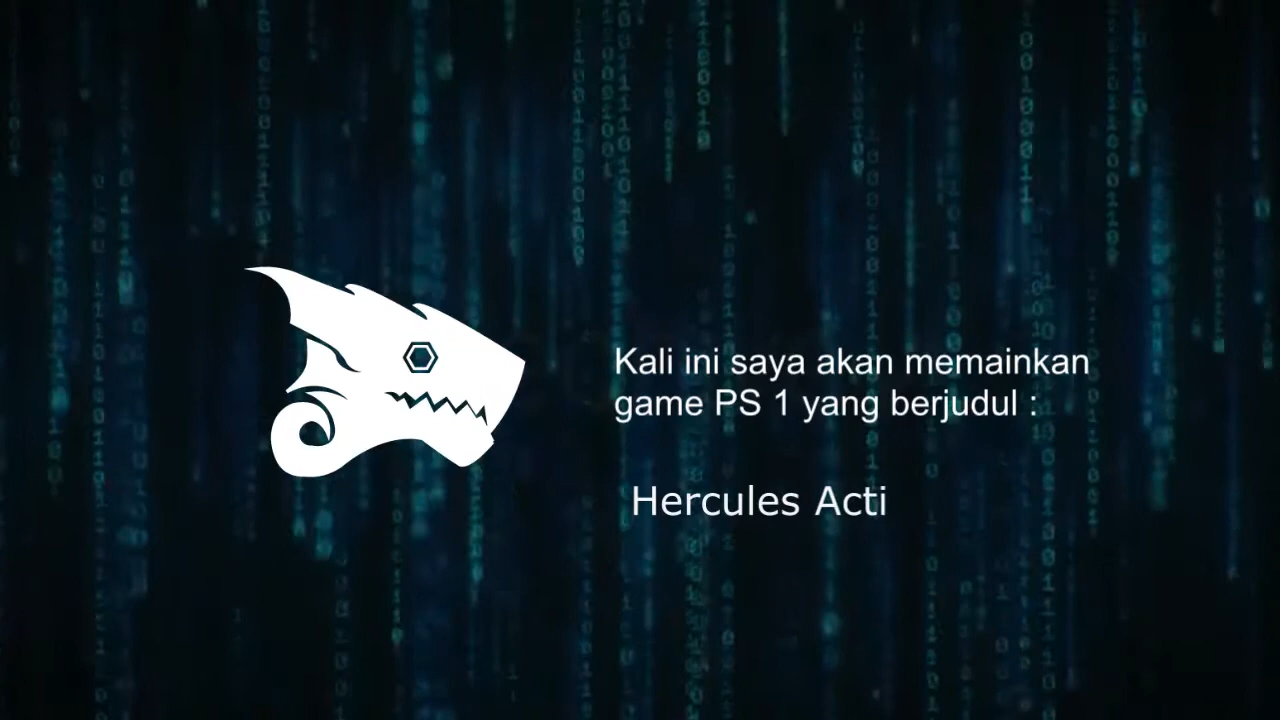 Kali ini saya akan memainkan
game PS 1 yang berjudul :
Hercules Acti